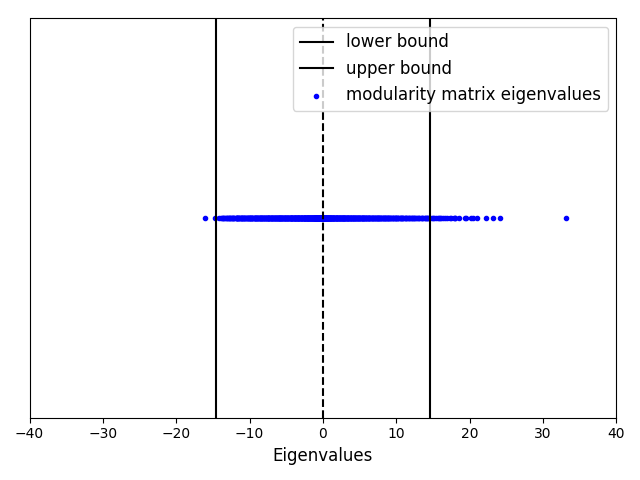 lower bound
upper bound
modularity matrix eigenvalues
−40 −30 −20 −10 0 10 20 30 40
Eigenvalues